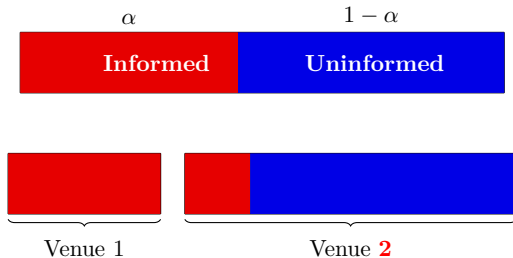 α 1 − α
Informed Uninformed
Venue 1 Venue 2